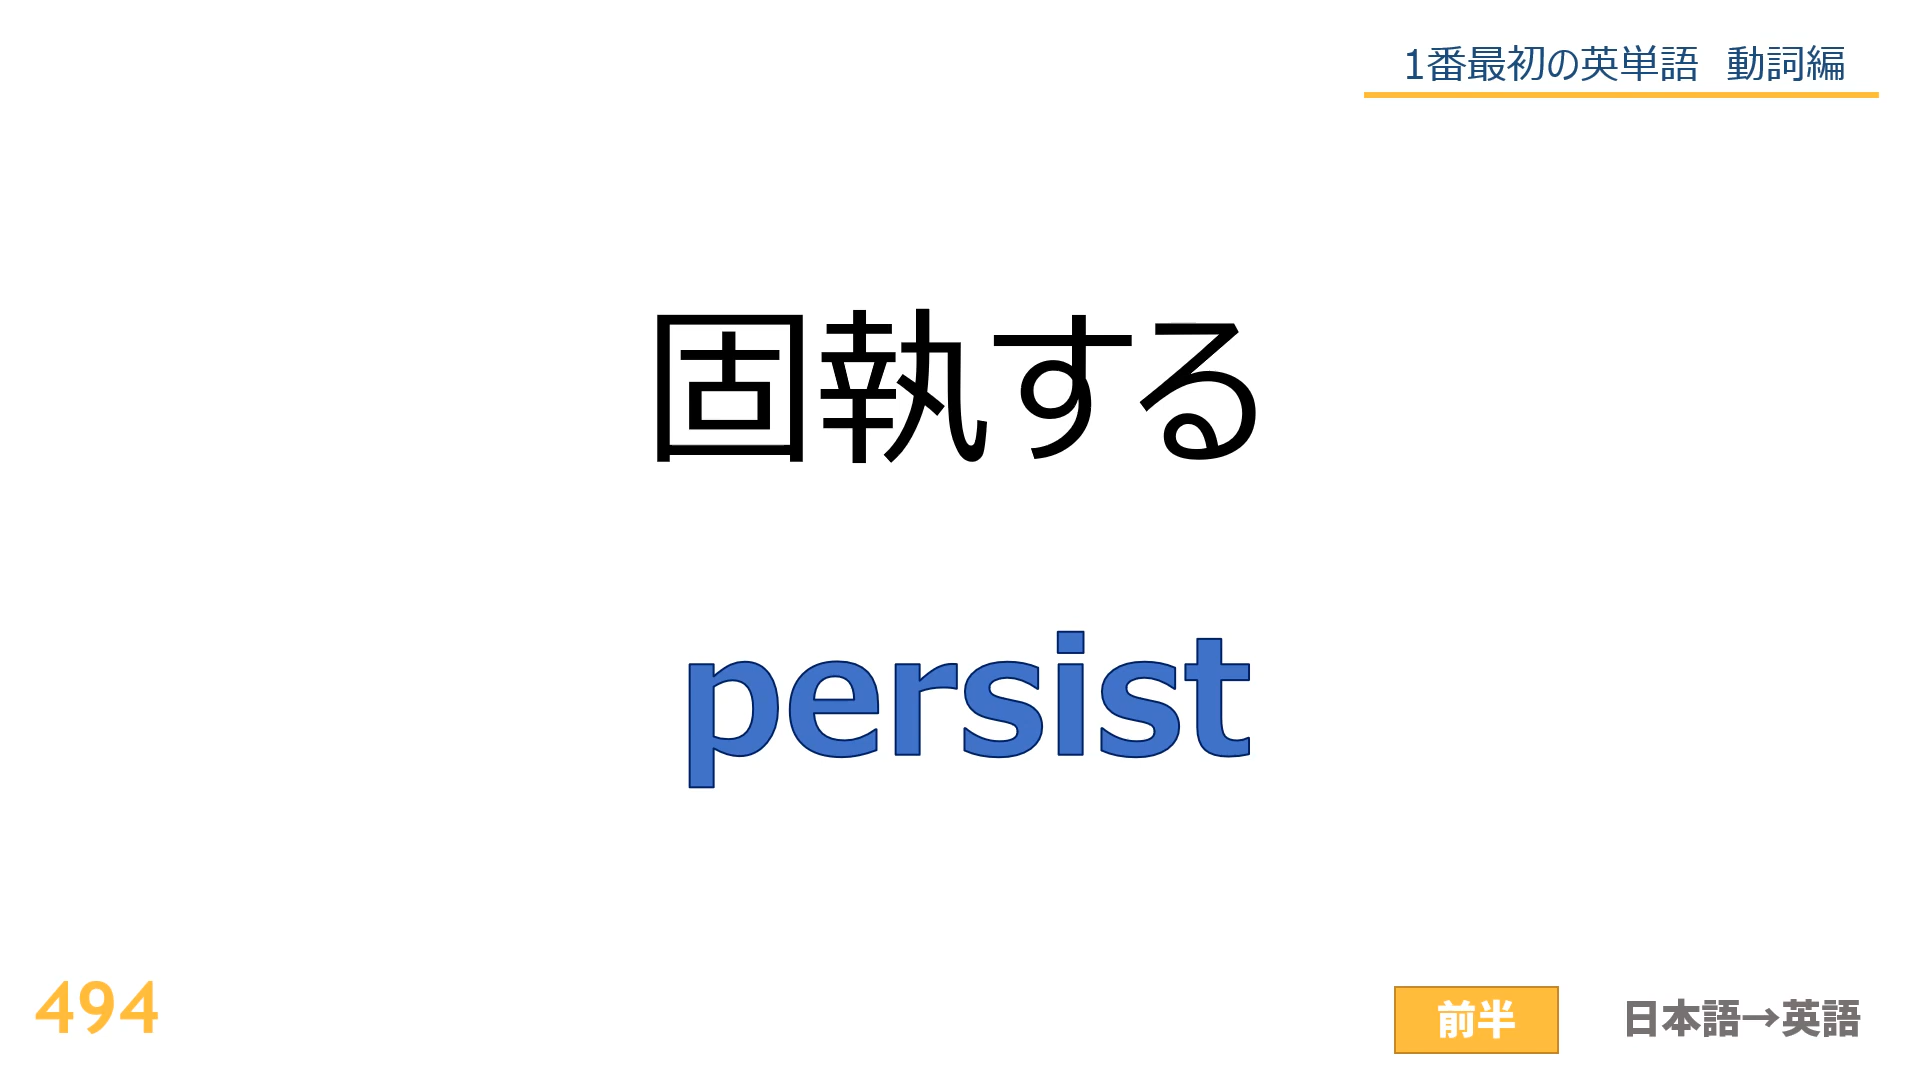 1番最初の英単語 動詞編
固執する
persist
494
前半
日本語→英語